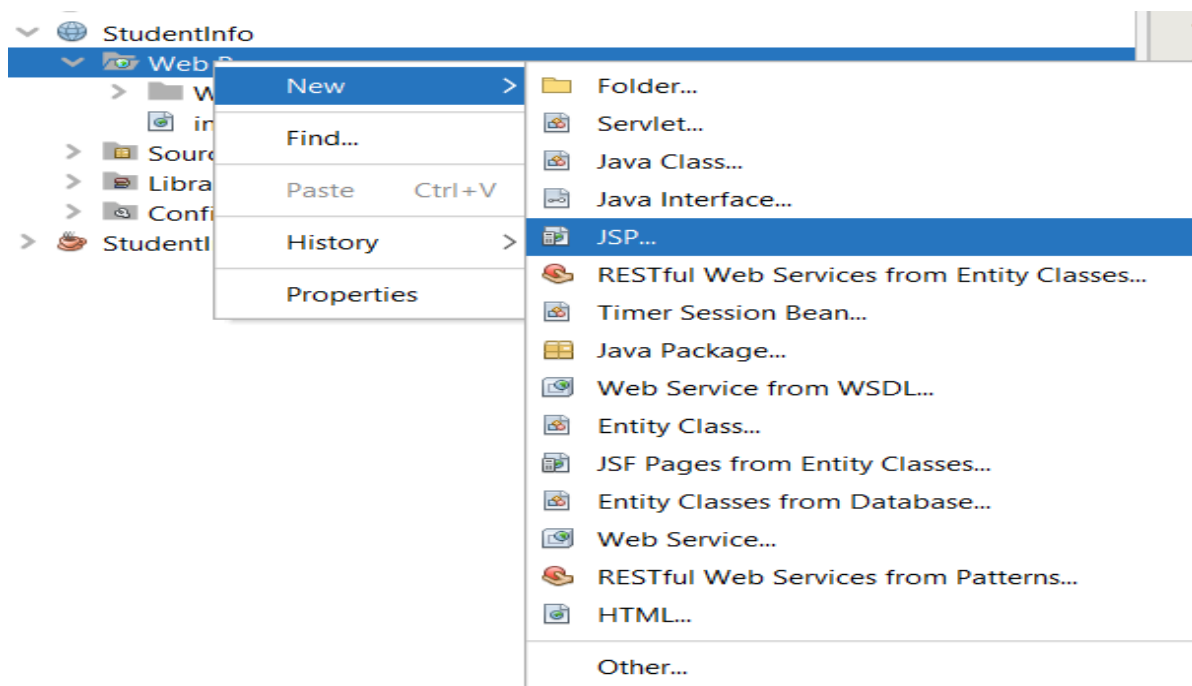 StudentInfo
Web
New
Find...
Paste Ctrl+V
History
Properties
Folder...
Servlet...
Java Class...
Java Interface...
JSP...
RESTful Web Services from Entity Classes...
Timer Session Bean...
Java Package...
Web Service from WSDL...
Entity Class...
JSF Pages from Entity Classes...
Entity Classes from Database...
Web Service...
RESTful Web Services from Patterns...
HTML...
Other...